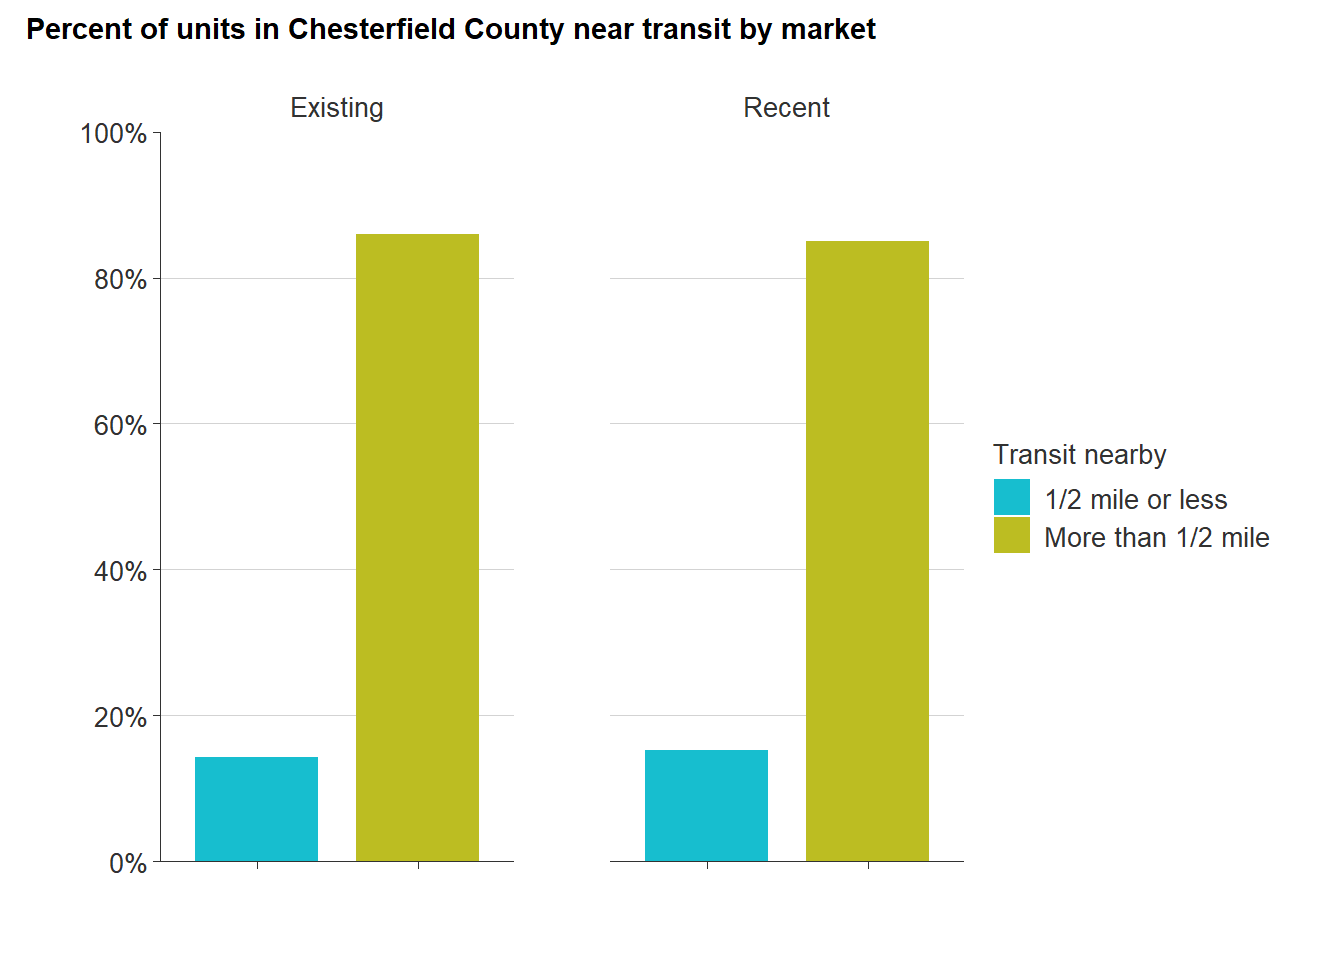 Percent of units in Chesterfield County near transit by market
Existing
Recent
100%
80%
60%
40%
20%
0%
Transit nearby
1/2 mile or less
More than 1/2 mile